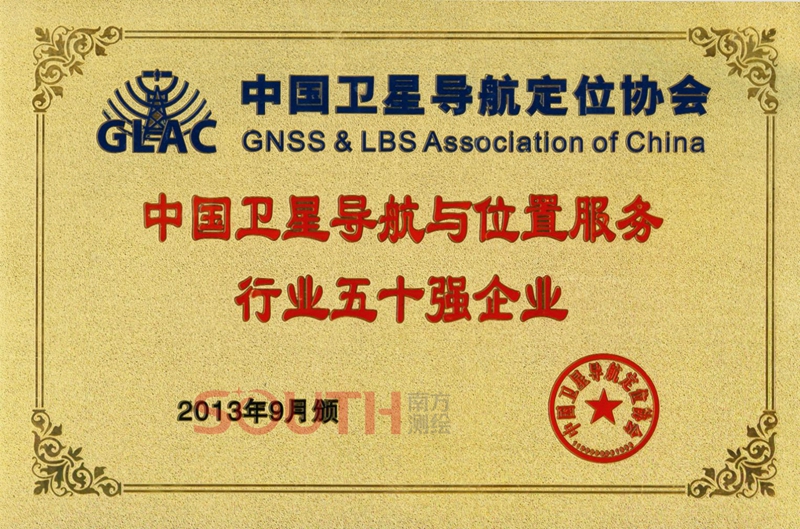 GLAC
中国卫星导航定位协会
GNSS & LBS Association of China
中国卫星导航与位置服务
行业五十强企业
2013年9月颁
SOUTH 南方测绘
中国卫星导航定位协会